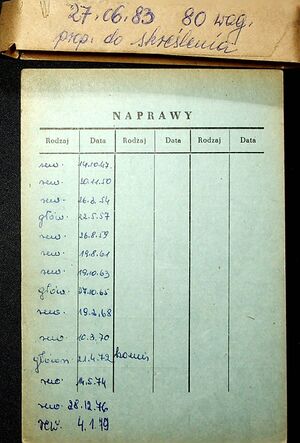 27.06.83 80 wag.
prop. do skreślenia
NAPRAWY
Rodzaj Data Rodzaj Data Rodzaj Data
rew. 14.10.47
rew. 30.11.50
rew. 26.2.54
głów. 22.5.57
rew. 26.8.59
rew. 19.8.61
rew. 19.10.63
głów. 27.10.65
rew. 19.2.68
rew. 10.3.70
główn. 21.4.72
rew. 14.5.74
rew. 28.12.76
rew. 4.1.79